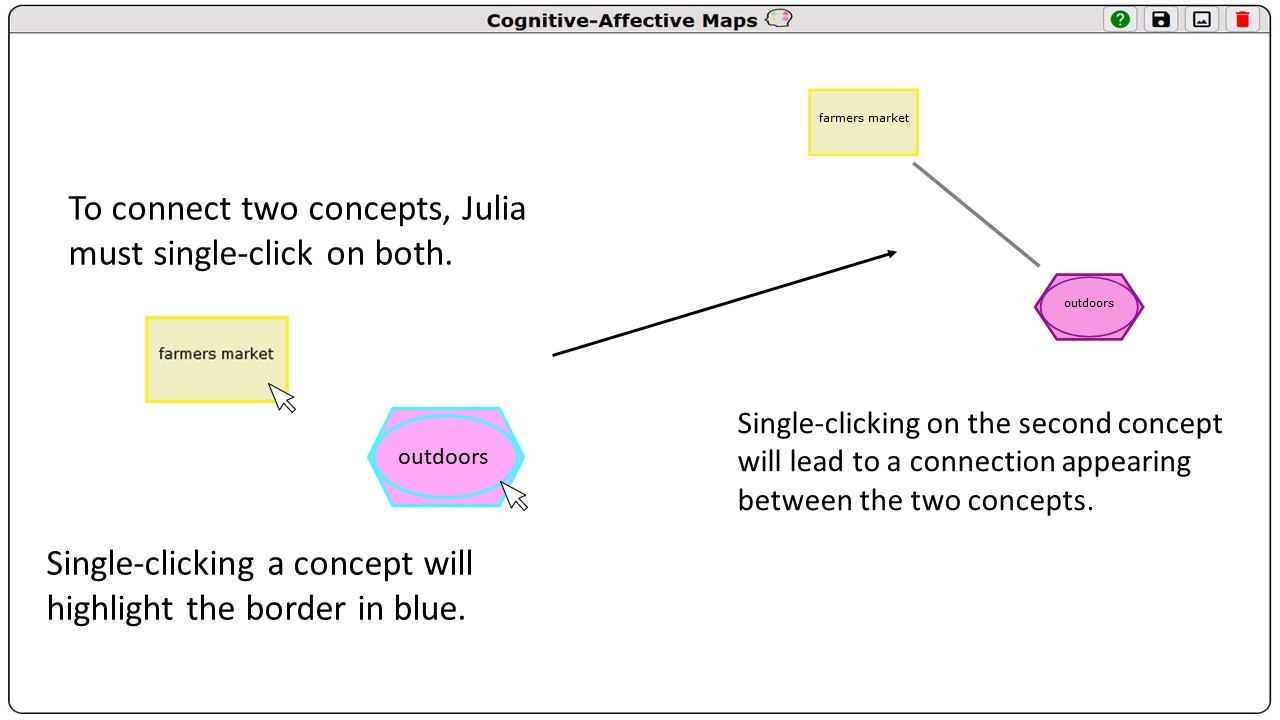 Cognitive-Affective Maps
farmers market
To connect two concepts, Julia
must single-click on both.
outdoors
farmers market
outdoors
Single-clicking on the second concept
will lead to a connection appearing
between the two concepts.
Single-clicking a concept will
highlight the border in blue.